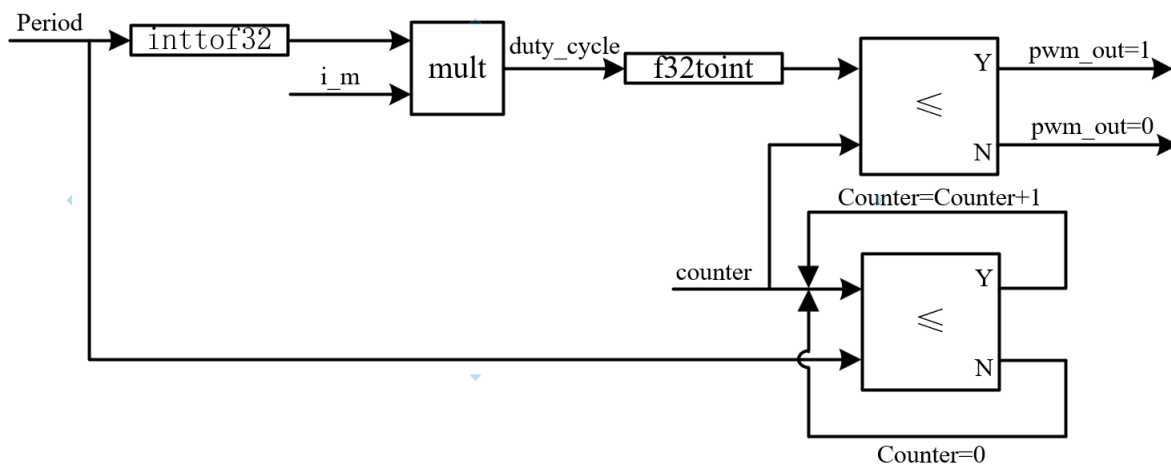 Period
inttof32
i_m
mult
duty_cycle
f32toint
≤
Y
N
pwm_out=1
pwm_out=0
Counter=Counter+1
counter
≤
Y
N
Counter=0